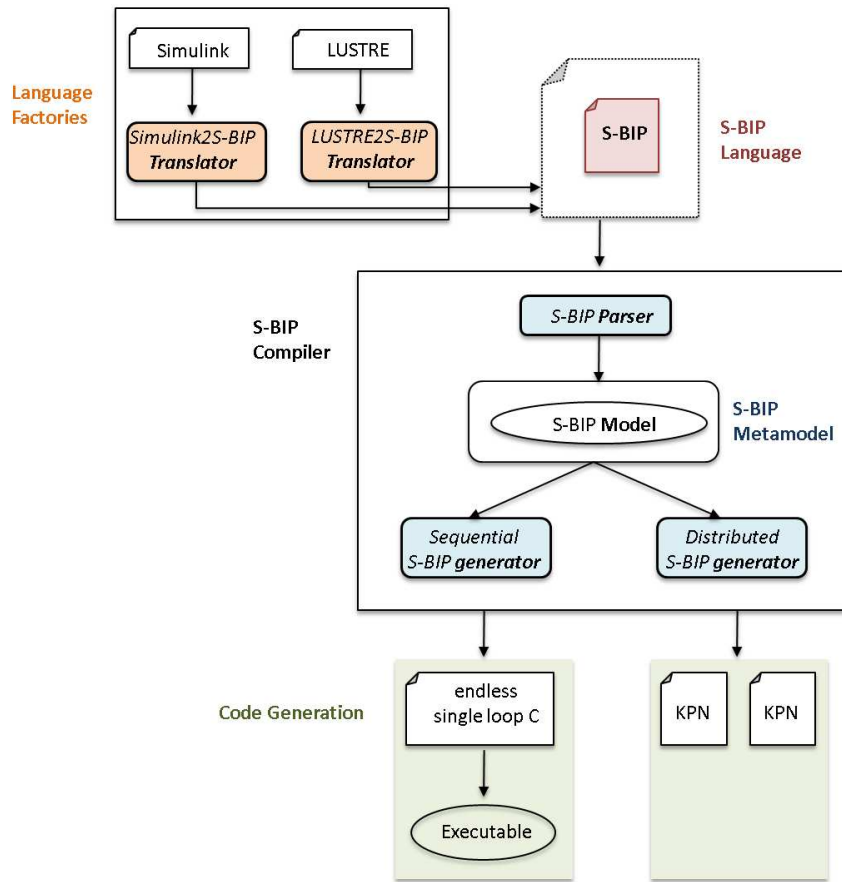 Simulink
LUSTRE
Language
Factories
Simulink2S-BIP
Translator
LUSTRE2S-BIP
Translator
S-BIP
S-BIP
Language
S-BIP
Compiler
S-BIP Parser
S-BIP Model
S-BIP
Metamodel
Sequential
S-BIP generator
Distributed
S-BIP generator
Code Generation
endless
single loop C
KPN
KPN
Executable